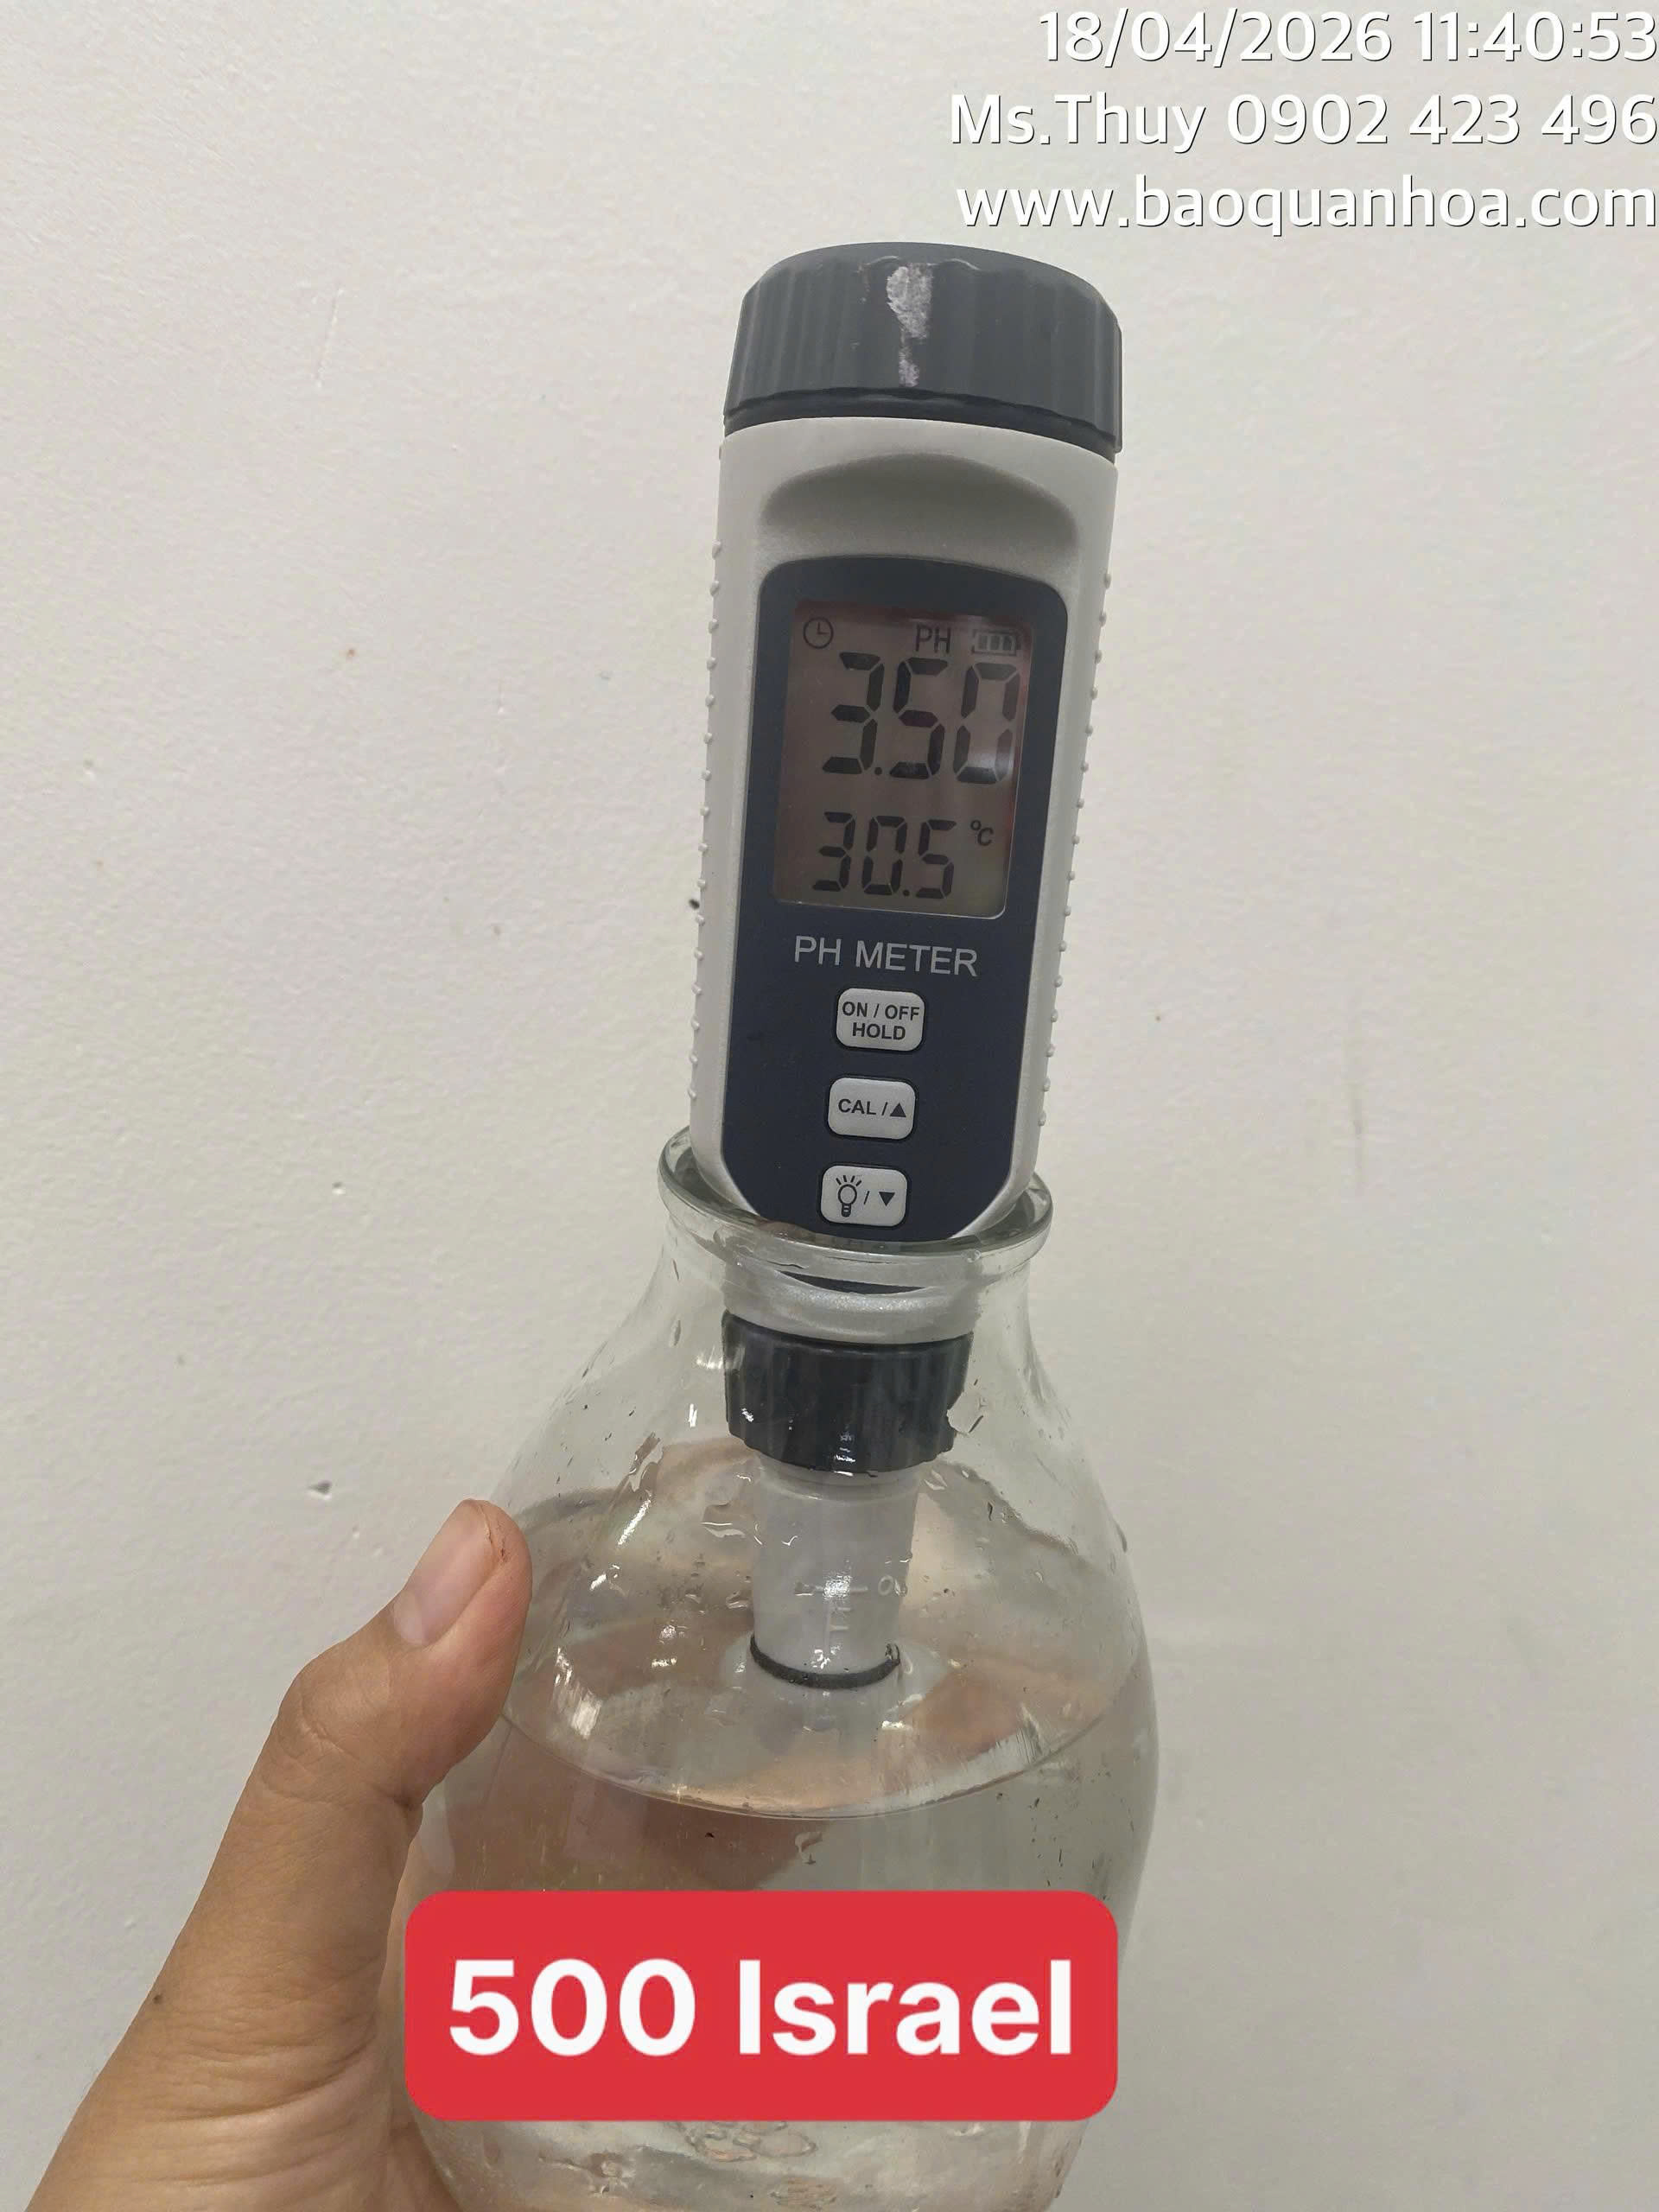 18/04/2026 11:40:53
Ms.Thuy 0902 423 496
www.baoquanhoa.com
PH
3.50
30.5 °C
PH METER
ON / OFF
HOLD
CAL / ▲
/ ▼
500 Israel